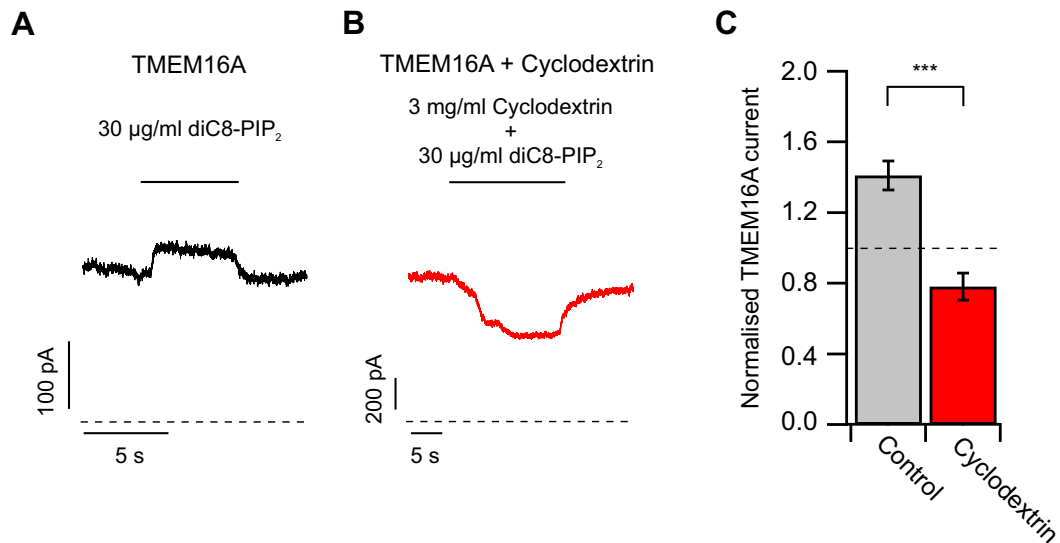 A
TMEM16A
30 µg/ml diC8-PIP₂
100 pA
5 s
B
TMEM16A + Cyclodextrin
3 mg/ml Cyclodextrin
+
30 µg/ml diC8-PIP₂
200 pA
5 s
C
***
Normalised TMEM16A current
2.0
1.6
1.2
0.8
0.4
0.0
Control
Cyclodextrin